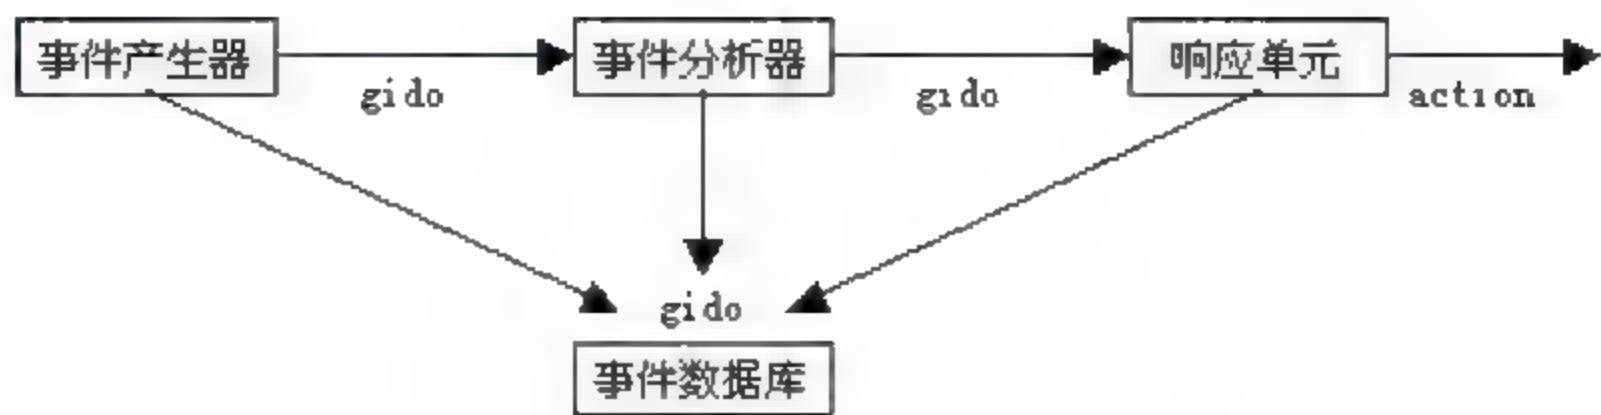 事件产生器
gido
事件分析器
gido
响应单元
action
gido
事件数据库